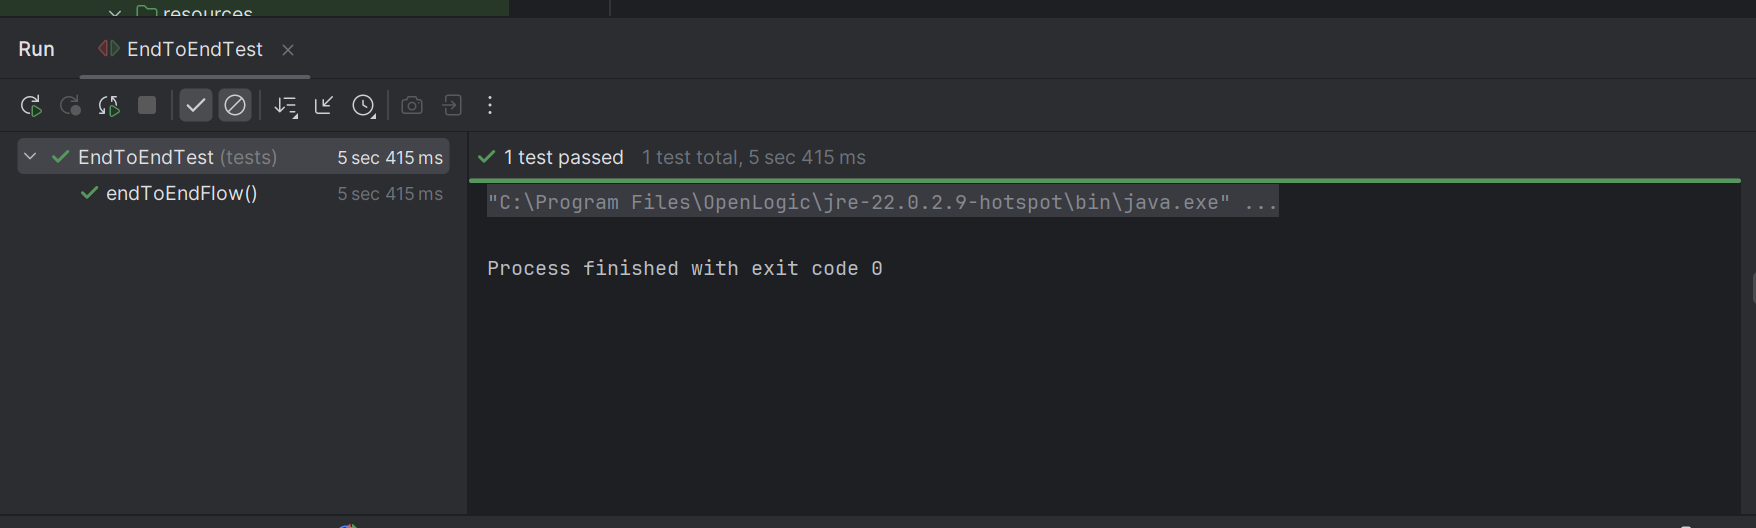 resources
Run EndToEndTest
EndToEndTest (tests) 5 sec 415 ms
endToEndFlow() 5 sec 415 ms
1 test passed 1 test total, 5 sec 415 ms
"C:\Program Files\OpenLogic\jre-22.0.2.9-hotspot\bin\java.exe" ...
Process finished with exit code 0